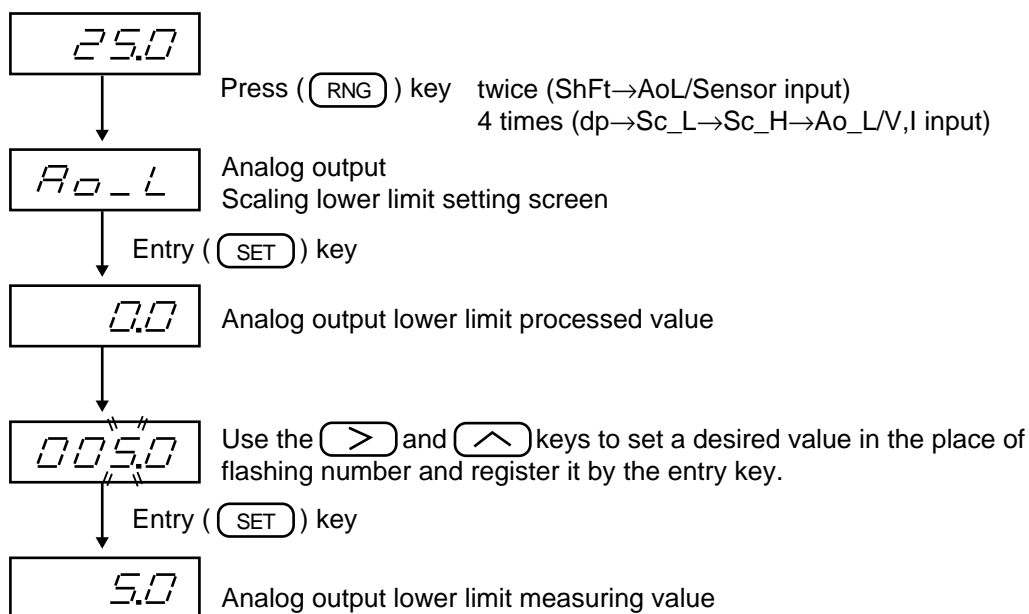 25.0
Press ( RNG ) key twice (ShFt→AoL/Sensor input)
4 times (dp→Sc_L→Sc_H→Ao_L/V,I input)
Ao_L
Analog output
Scaling lower limit setting screen
Entry ( SET ) key
0.0
Analog output lower limit processed value
005.0
Use the > and ^ keys to set a desired value in the place of
flashing number and register it by the entry key.
Entry ( SET ) key
5.0
Analog output lower limit measuring value